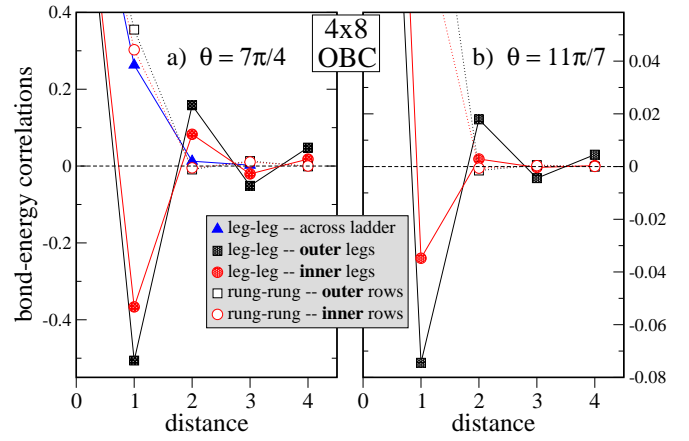 4x8
OBC
a) θ = 7π/4
b) θ = 11π/7
bond-energy correlations
0.4
0.2
0
-0.2
-0.4
0.04
0.02
0
-0.02
-0.04
-0.06
-0.08
leg-leg -- across ladder
leg-leg -- outer legs
leg-leg -- inner legs
rung-rung -- outer rows
rung-rung -- inner rows
0 1 2 3 4
0 1 2 3 4
distance
distance